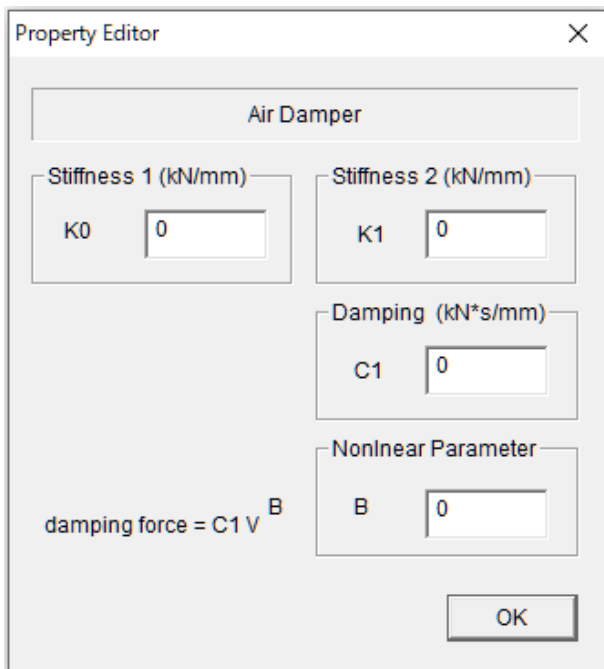 Property Editor
Air Damper
Stiffness 1 (kN/mm)
K0 0
Stiffness 2 (kN/mm)
K1 0
Damping (kN*s/mm)
C1 0
Nonlnear Parameter
B 0
damping force = C1 V B
OK